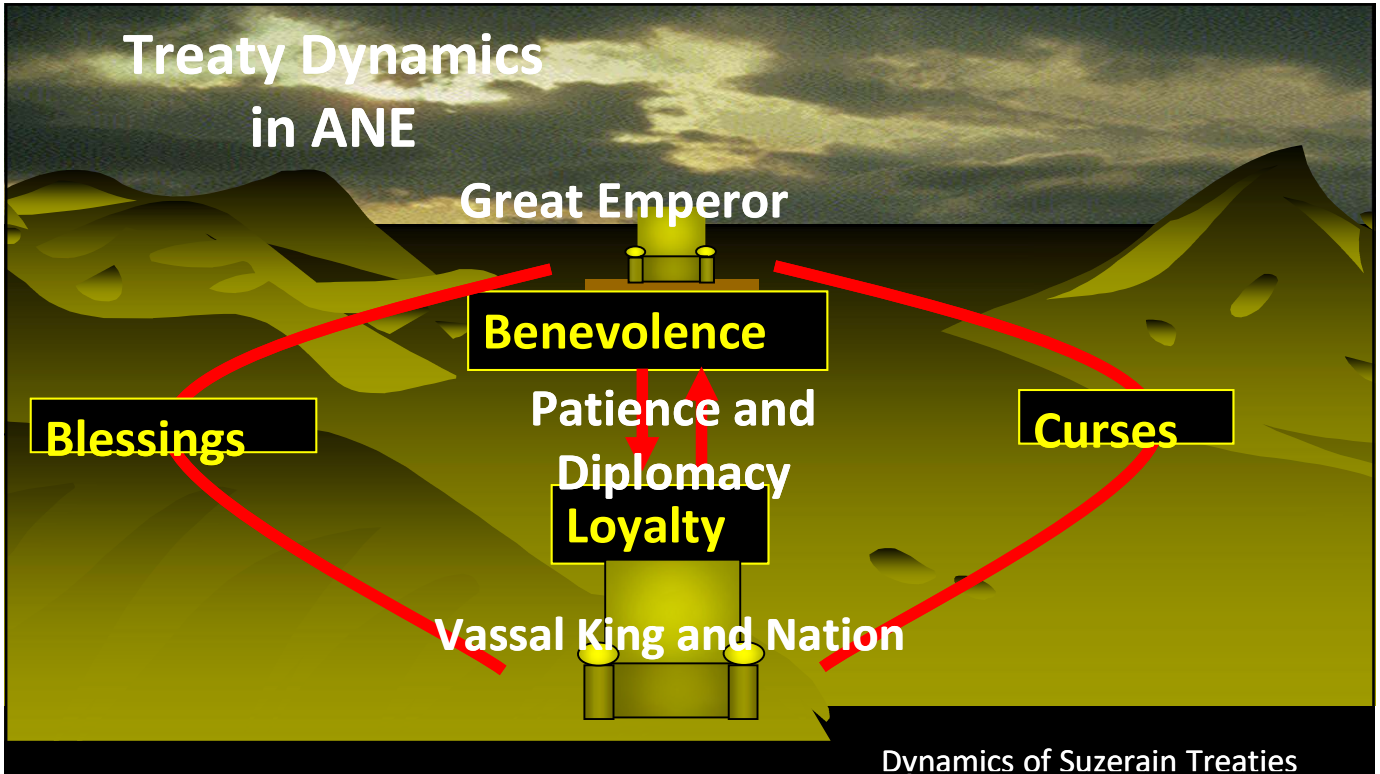 Treaty Dynamics
in ANE
Great Emperor
Benevolence
Patience and
Diplomacy
Blessings
Curses
Loyalty
Vassal King and Nation
Dynamics of Suzerain Treaties